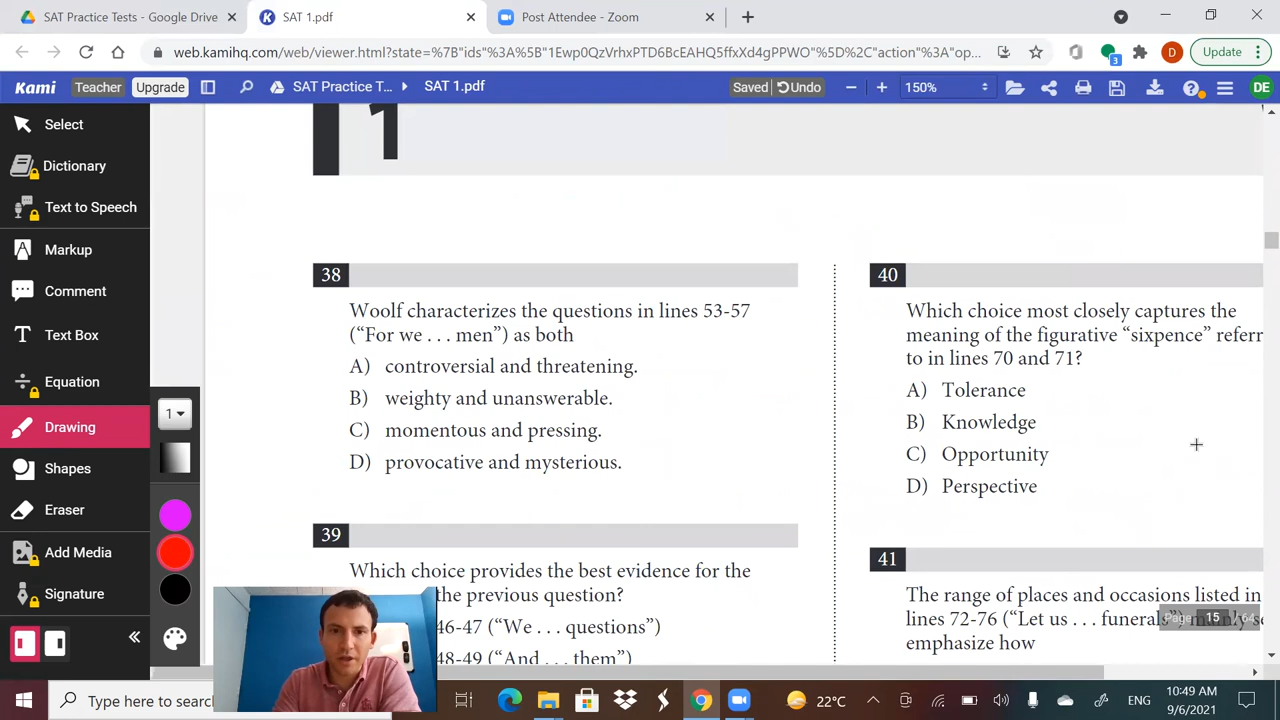 SAT Practice Tests - Google Drive
SAT 1.pdf
Post Attendee - Zoom
web.kamihq.com/web/viewer.html?state=%7B"ids"%3A%5B"1Ewp0QzVrhxPTD6BcEAHQ5ffxXd4gPPWO"%5D%2C"action"%3A"op...
3
D
Update
Kami
Teacher
Upgrade
SAT Practice T...
SAT 1.pdf
Saved
Undo
150%
DE
Select
Dictionary
Text to Speech
Markup
Comment
Text Box
Equation
Drawing
Shapes
Eraser
Add Media
Signature
1
1
38
Woolf characterizes the questions in lines 53-57
(“For we . . . men”) as both
A) controversial and threatening.
B) weighty and unanswerable.
C) momentous and pressing.
D) provocative and mysterious.
39
Which choice provides the best evidence for the
the previous question?
46-47 (“We . . . questions”)
48-49 (“And . . . them”)
40
Which choice most closely captures the
meaning of the figurative “sixpence” referr
to in lines 70 and 71?
A) Tolerance
B) Knowledge
C) Opportunity
D) Perspective
41
The range of places and occasions listed in
lines 72-76 (“Let us . . . funerals”)
emphasize how
Page 15 / 64
Type here to searc
22°C
ENG
10:49 AM
9/6/2021